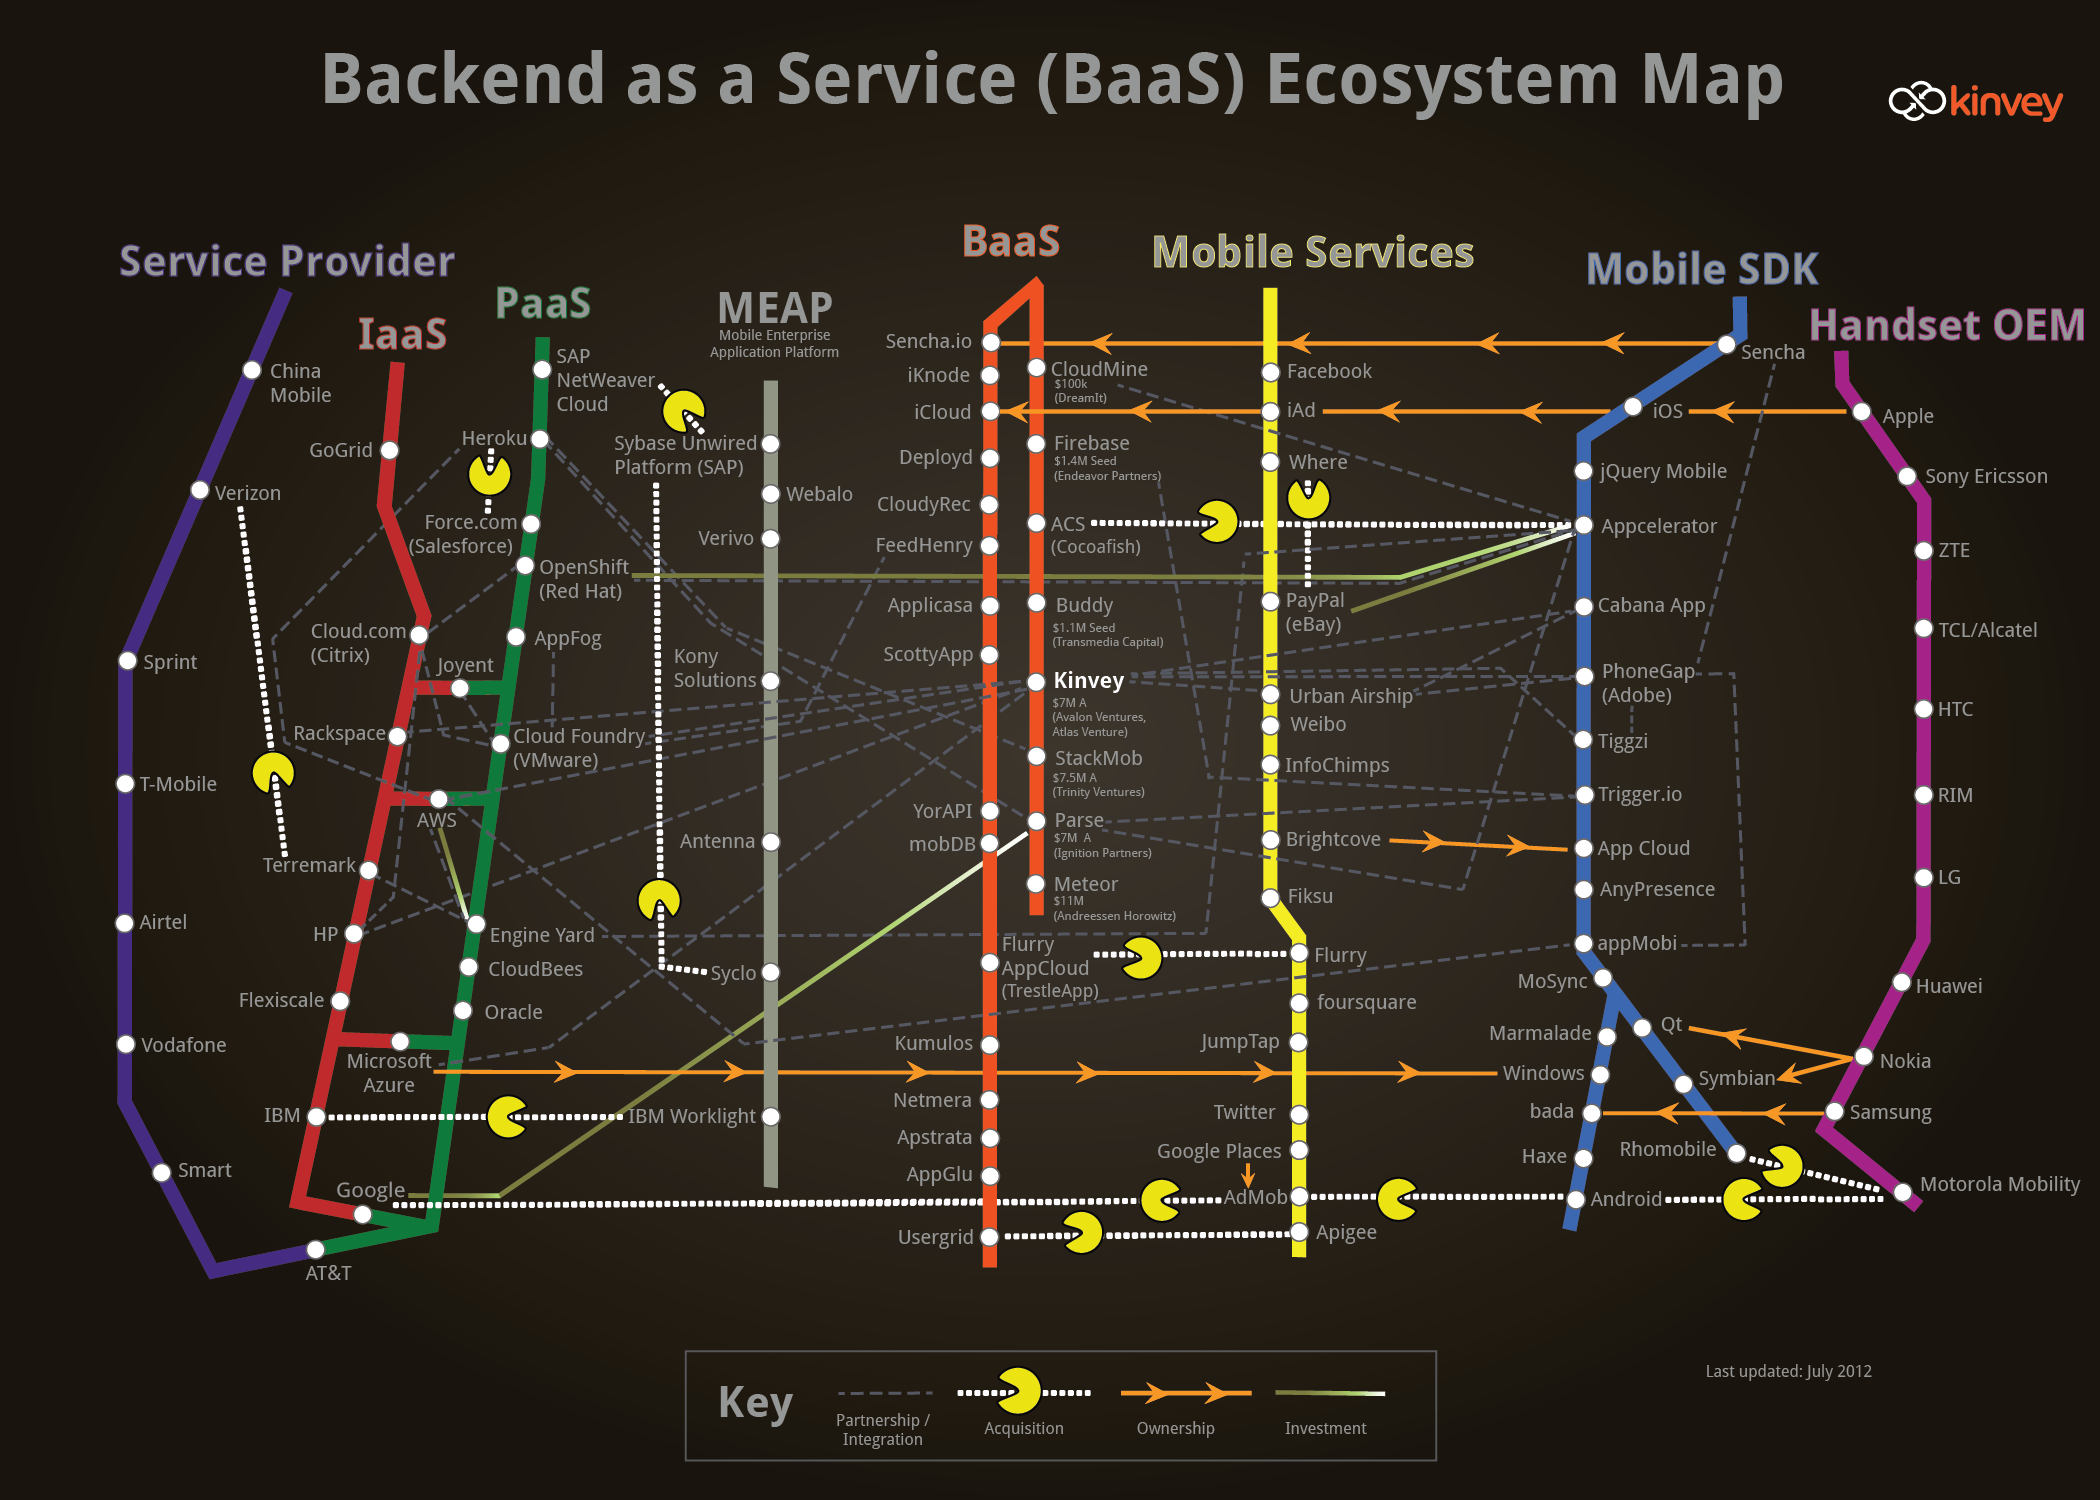 Backend as a Service (BaaS) Ecosystem Map
kinvey
Service Provider
China
Mobile
Verizon
Sprint
T-Mobile
Airtel
Vodafone
Smart
AT&T
IaaS
GoGrid
Cloud.com
(Citrix)
Joyent
Rackspace
AWS
Terremark
HP
Flexiscale
Microsoft
Azure
IBM
Google
PaaS
SAP
NetWeaver
Cloud
Heroku
Force.com
(Salesforce)
OpenShift
(Red Hat)
AppFog
Cloud Foundry
(VMware)
Engine Yard
CloudBees
Oracle
MEAP
Mobile Enterprise
Application Platform
Sybase Unwired
Platform (SAP)
Webalo
Verivo
Kony
Solutions
Antenna
Syclo
IBM Worklight
BaaS
Sencha.io
iKnode
iCloud
Deployd
CloudyRec
FeedHenry
Applicasa
ScottyApp
YorAPI
mobDB
Flurry
AppCloud
(TrestleApp)
Kumulos
Netmera
Apstrata
AppGlu
Usergrid
CloudMine
$100k
(DreamIt)
Firebase
$1.4M Seed
(Endeavor Partners)
ACS
(Cocoafish)
Buddy
$1.1M Seed
(Transmedia Capital)
Kinvey
$7M A
(Avalon Ventures,
Atlas Venture)
StackMob
$7.5M A
(Trinity Ventures)
Parse
$7M A
(Ignition Partners)
Meteor
$11M
(Andreessen Horowitz)
Mobile Services
Facebook
iAd
Where
PayPal
(eBay)
Urban Airship
Weibo
InfoChimps
Brightcove
Fiksu
Flurry
foursquare
JumpTap
Twitter
Google Places
AdMob
Apigee
Mobile SDK
Sencha
iOS
jQuery Mobile
Appcelerator
Cabana App
PhoneGap
(Adobe)
Tiggzi
Trigger.io
App Cloud
AnyPresence
appMobi
MoSync
Marmalade
Qt
Windows
Symbian
bada
Haxe
Rhomobile
Android
Handset OEM
Apple
Sony Ericsson
ZTE
TCL/Alcatel
HTC
RIM
LG
Huawei
Nokia
Samsung
Motorola Mobility
Key
Partnership /
Integration
Acquisition
Ownership
Investment
Last updated: July 2012